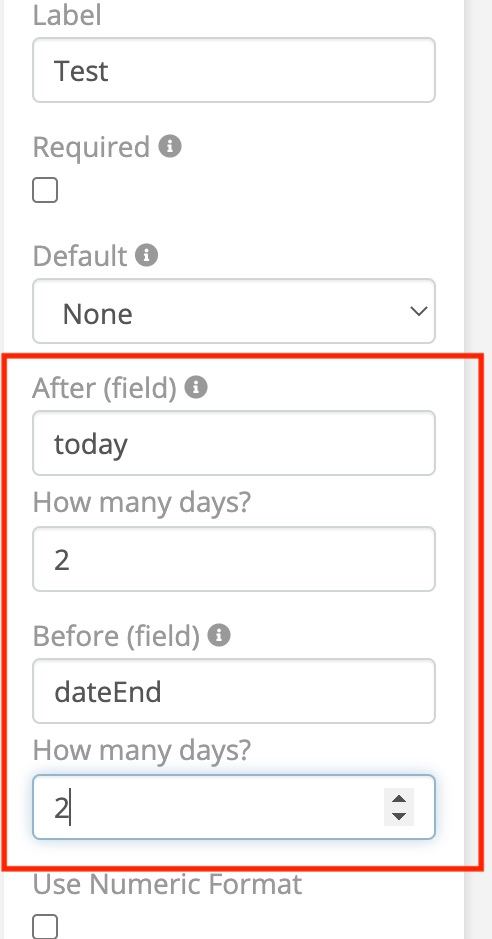 Label
Test
Required
Default
None
After (field)
today
How many days?
2
Before (field)
dateEnd
How many days?
2
Use Numeric Format